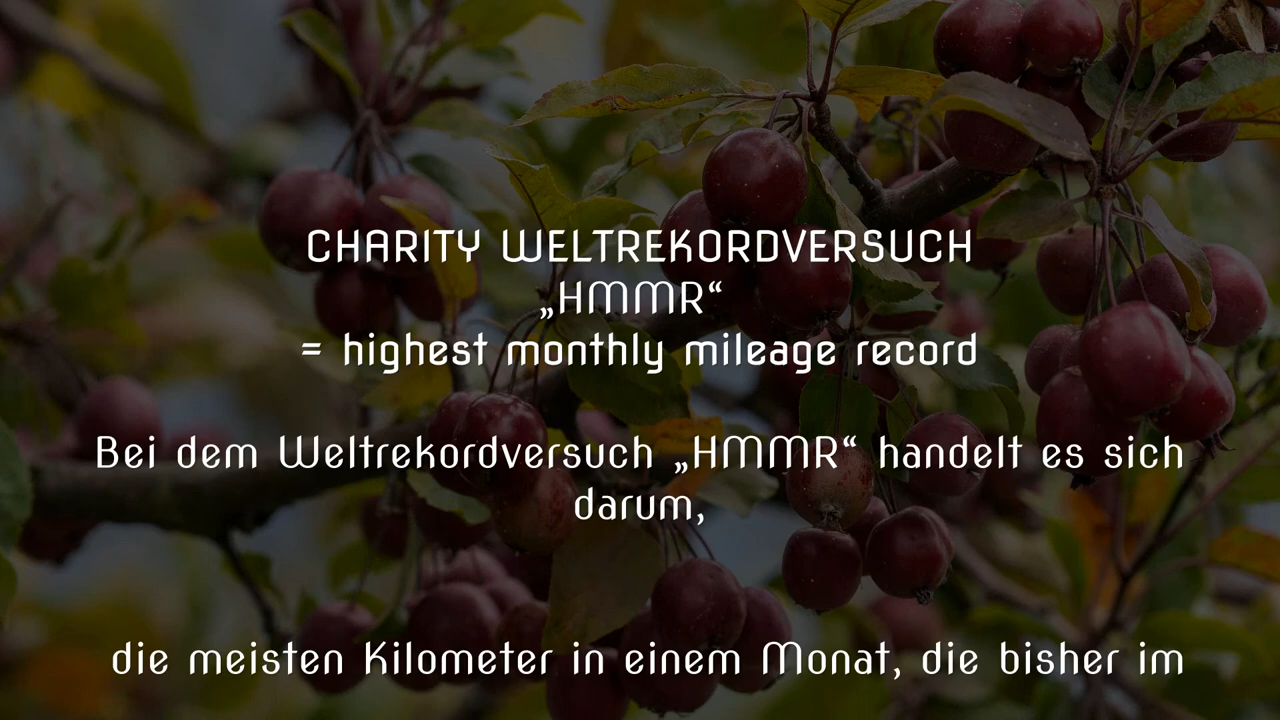 CHARITY WELTREKORDVERSUCH
„HMMR“
= highest monthly mileage record
Bei dem Weltrekordversuch „HMMR“ handelt es sich
darum,
die meisten Kilometer in einem Monat, die bisher im